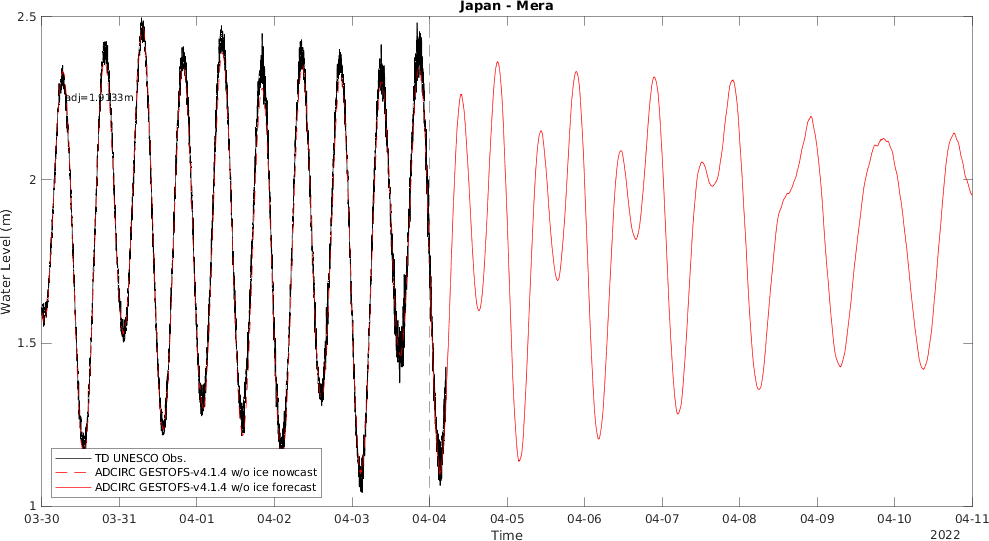 Japan - Mera
2.5
2
1.5
1
Water Level (m)
adj=1.9133m
TD UNESCO Obs.
ADCIRC GESTOFS-v4.1.4 w/o ice nowcast
ADCIRC GESTOFS-v4.1.4 w/o ice forecast
03-30 03-31 04-01 04-02 04-03 04-04 04-05 04-06 04-07 04-08 04-09 04-10 04-11
Time
2022